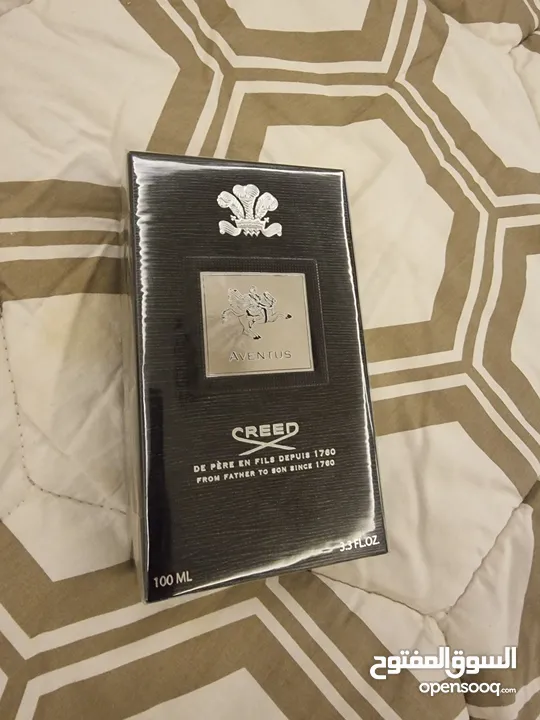 AVENTUS
CREED
DE PÈRE EN FILS DEPUIS 1760
FROM FATHER TO SON SINCE 1760
100 ML
3.3 FL.OZ
السوق المفتوح
opensooq.com